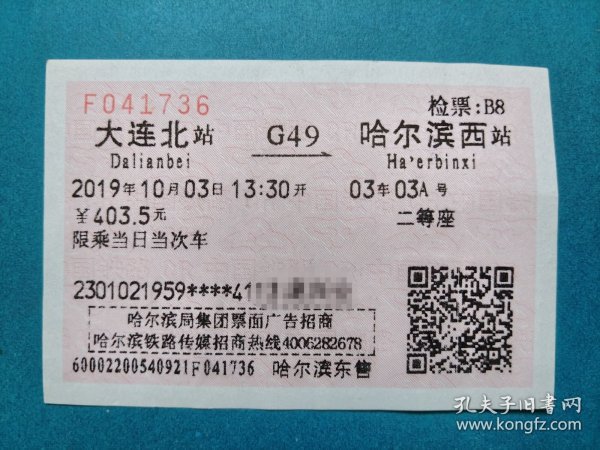 F041736 检票:B8
大连北站 G49 哈尔滨西站
Dalianbei Ha'erbinxi
2019年10月03日13:30开 03车03A号
￥403.5元 二等座
限乘当日当次车
2301021959****41
哈尔滨局集团票面广告招商
哈尔滨铁路传媒招商热线4006282678
60002200540921F041736 哈尔滨东售
孔夫子旧书网
www.kongfz.com